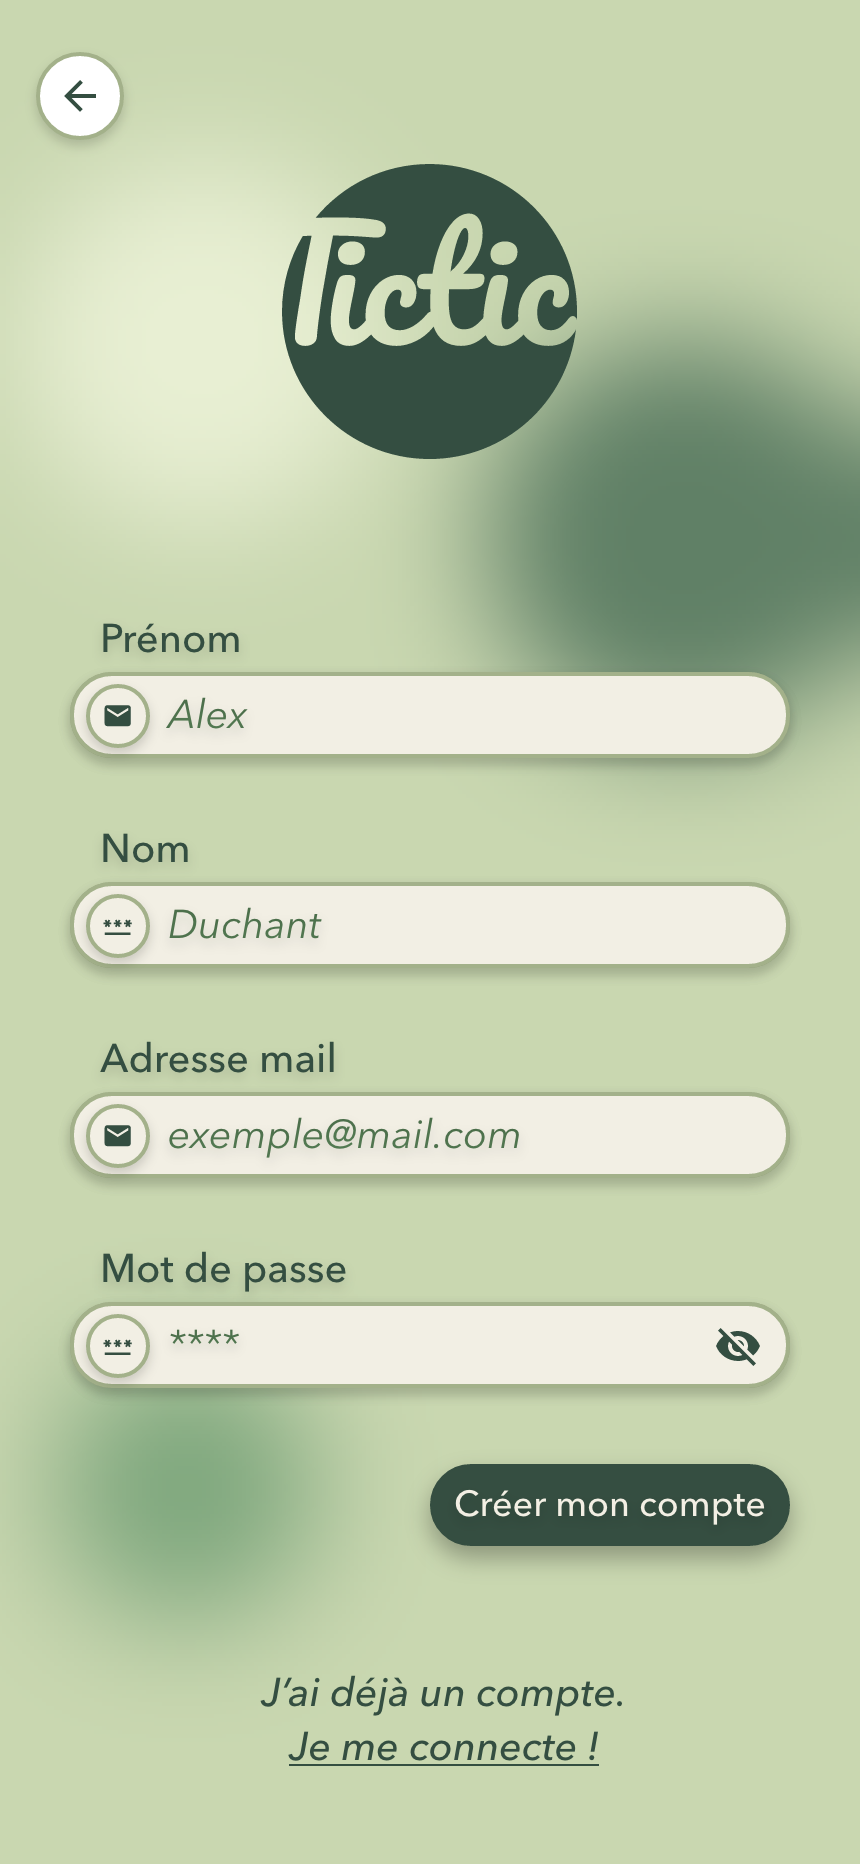 Tictic
Prénom
Alex
Nom
Duchant
Adresse mail
exemple@mail.com
Mot de passe
****
Créer mon compte
J’ai déjà un compte.
Je me connecte !